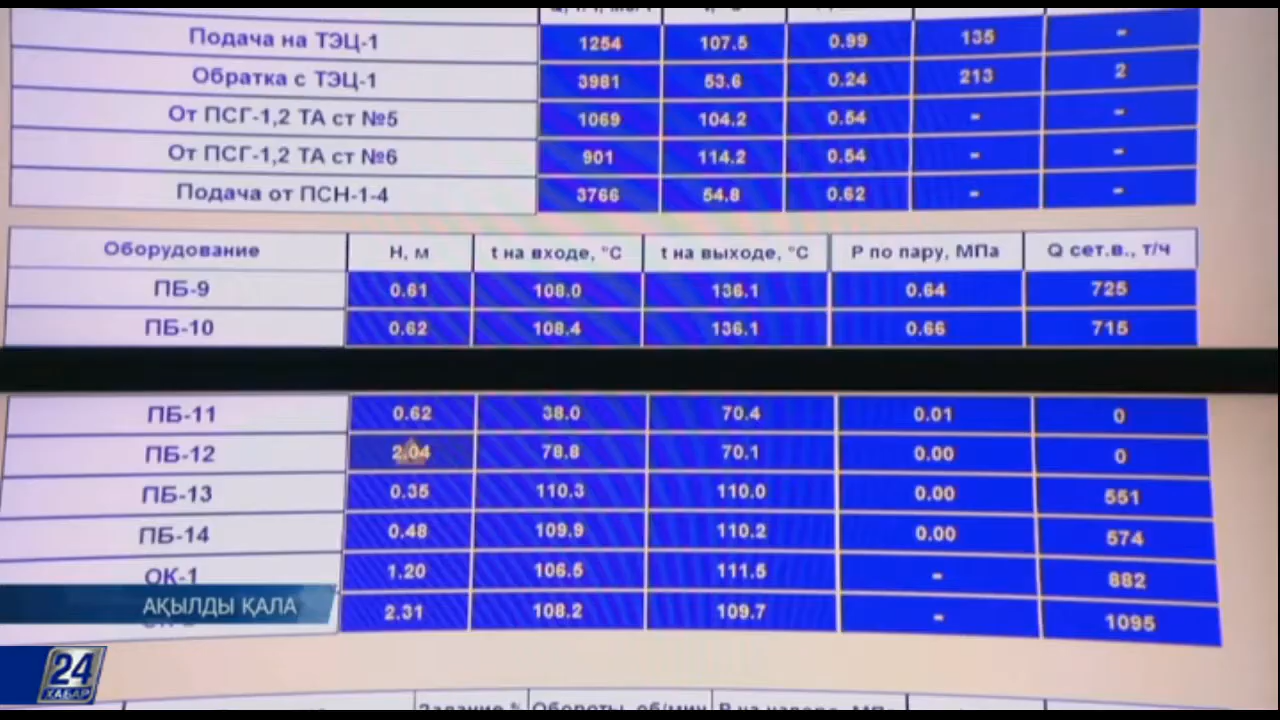 Подача на ТЭЦ-1 1254 107.5 0.99 135 -
Обратка с ТЭЦ-1 3981 53.6 0.24 213 2
От ПСГ-1,2 ТА ст №5 1069 104.2 0.54 - -
От ПСГ-1,2 ТА ст №6 901 114.2 0.54 - -
Подача от ПСН-1-4 3766 54.8 0.62 - -
Оборудование Н, м t на входе, °C t на выходе, °C Р по пару, МПа Q сет.в., т/ч
ПБ-9 0.61 108.0 136.1 0.64 725
ПБ-10 0.62 108.4 136.1 0.66 715
ПБ-11 0.62 38.0 70.4 0.01 0
ПБ-12 2.04 78.8 70.1 0.00 0
ПБ-13 0.35 110.3 110.0 0.00 551
ПБ-14 0.48 109.9 110.2 0.00 574
ОК-1 1.20 106.5 111.5 - 882
2.31 108.2 109.7 - 1095
АҚЫЛДЫ ҚАЛА
24
ХАБАР
Задание % Обороты, об/мин Р на напоре,